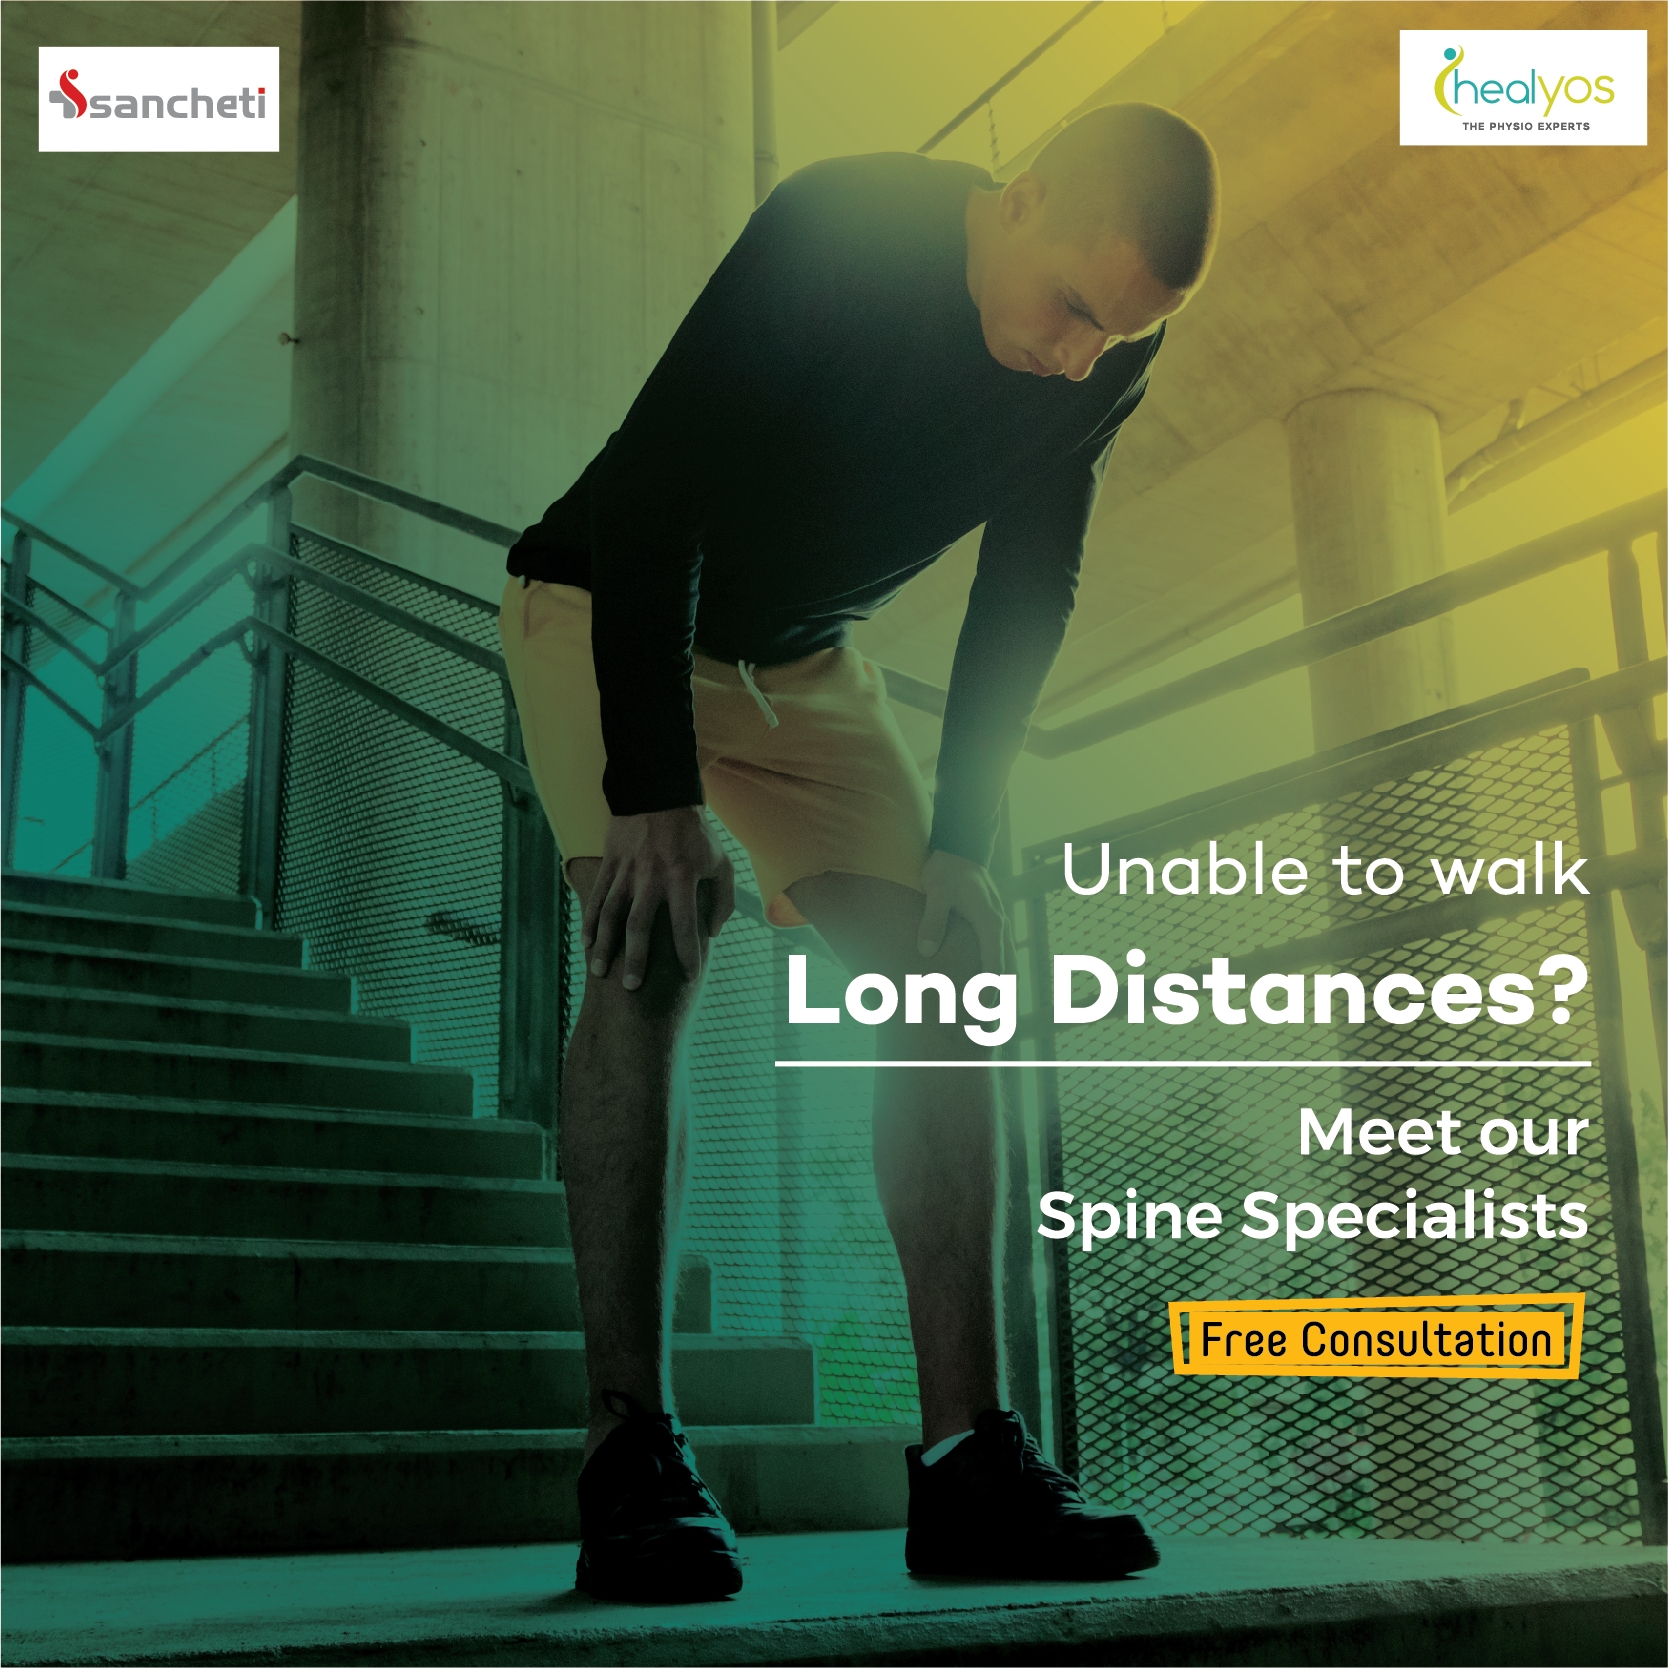 sancheti
healyos
THE PHYSIO EXPERTS
Unable to walk
Long Distances?
Meet our
Spine Specialists
Free Consultation